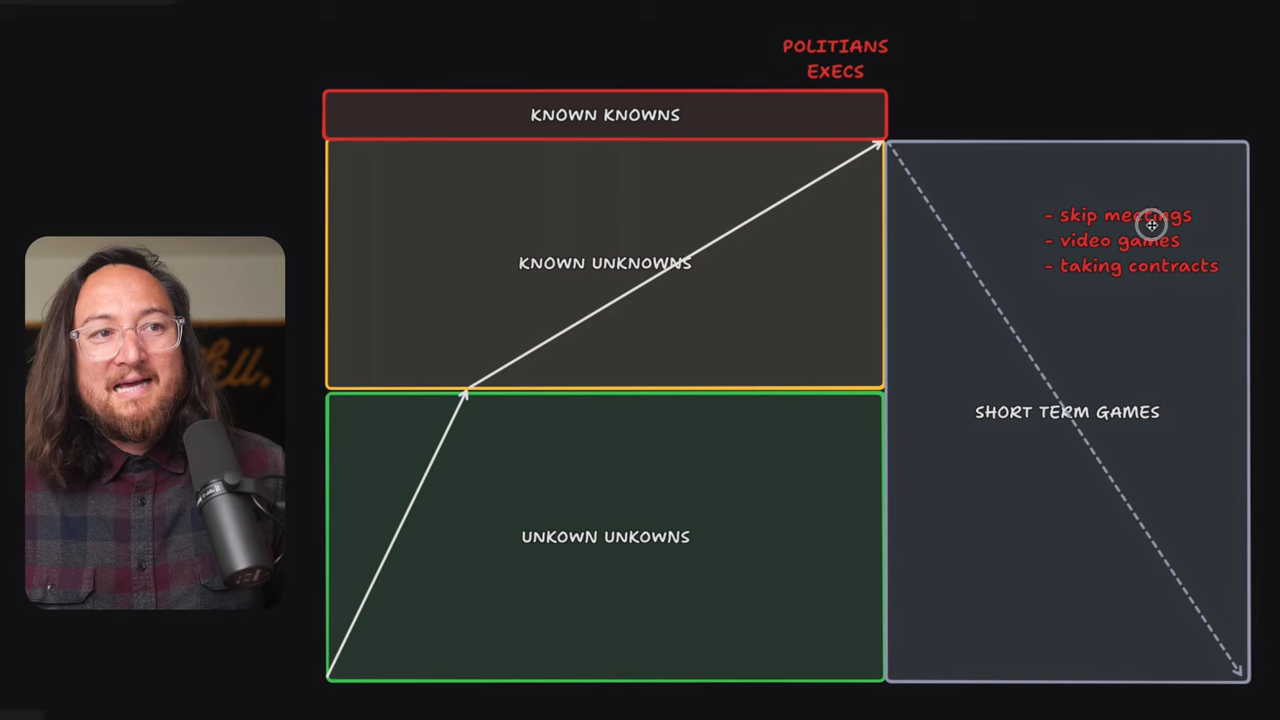 POLITIANS
EXECS
KNOWN KNOWNS
- skip meetings
- video games
- taking contracts
KNOWN UNKNOWNS
SHORT TERM GAMES
UNKOWN UNKOWNS